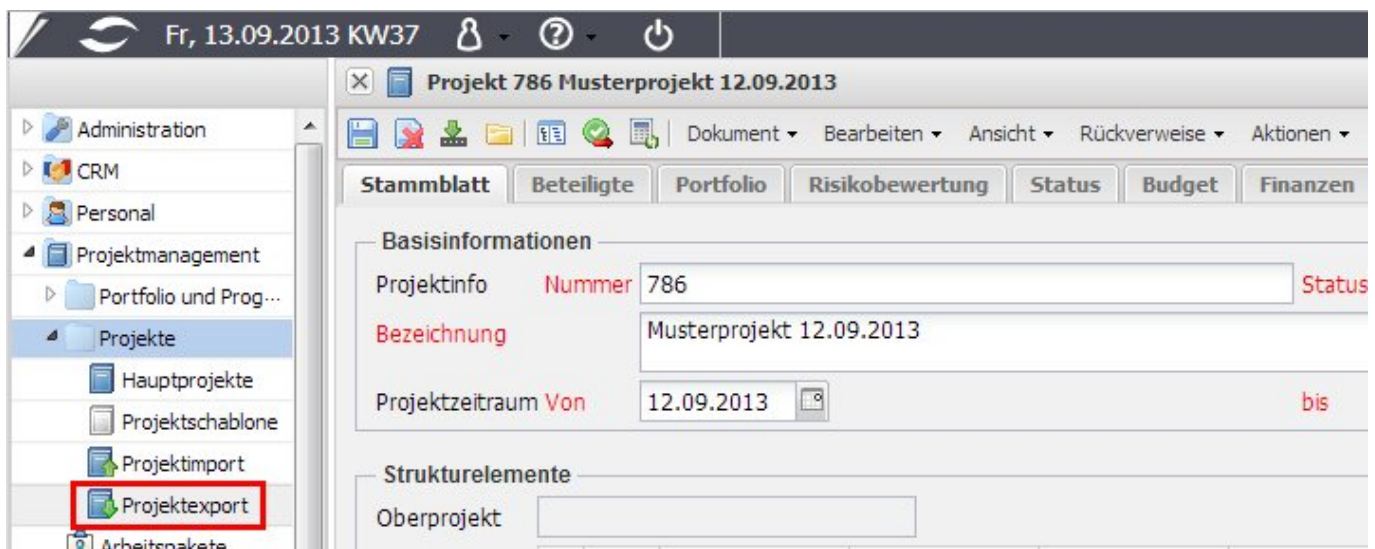 Fr, 13.09.2013 KW37
Projekt 786 Musterprojekt 12.09.2013
Dokument Bearbeiten Ansicht Rückverweise Aktionen
Stammblatt Beteiligte Portfolio Risikobewertung Status Budget Finanzen
Administration
CRM
Personal
Projektmanagement
Portfolio und Prog...
Projekte
Hauptprojekte
Projektschablone
Projektimport
Projektexport
Arbeitspakete
Basisinformationen
Projektinfo Nummer 786 Status
Bezeichnung Musterprojekt 12.09.2013
Projektzeitraum Von 12.09.2013 bis
Strukturelemente
Oberprojekt